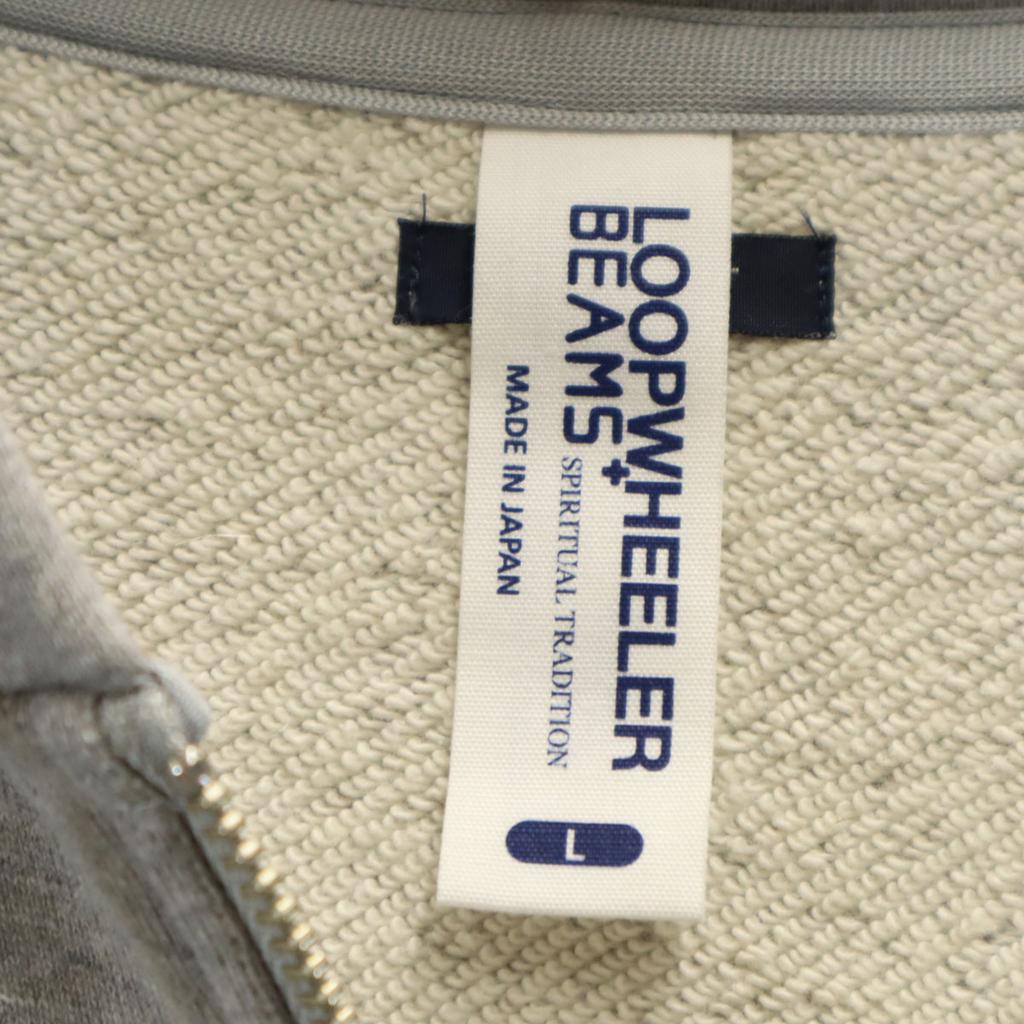 LOOPWHEELER
BEAMS+
SPIRITUAL TRADITION
MADE IN JAPAN
L